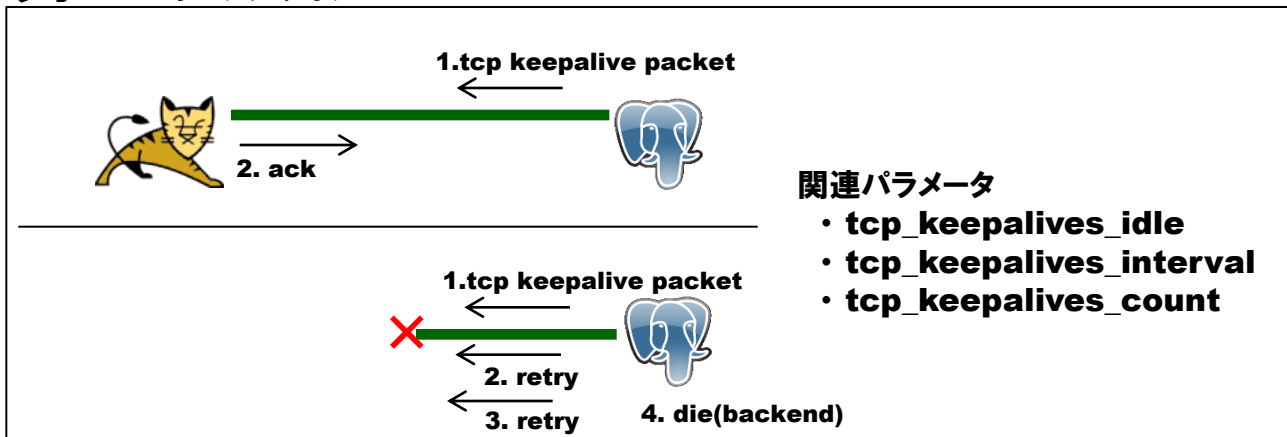 1.tcp keepalive packet
2. ack
関連パラメータ
・tcp_keepalives_idle
・tcp_keepalives_interval
・tcp_keepalives_count
1.tcp keepalive packet
2. retry
3. retry
4. die(backend)